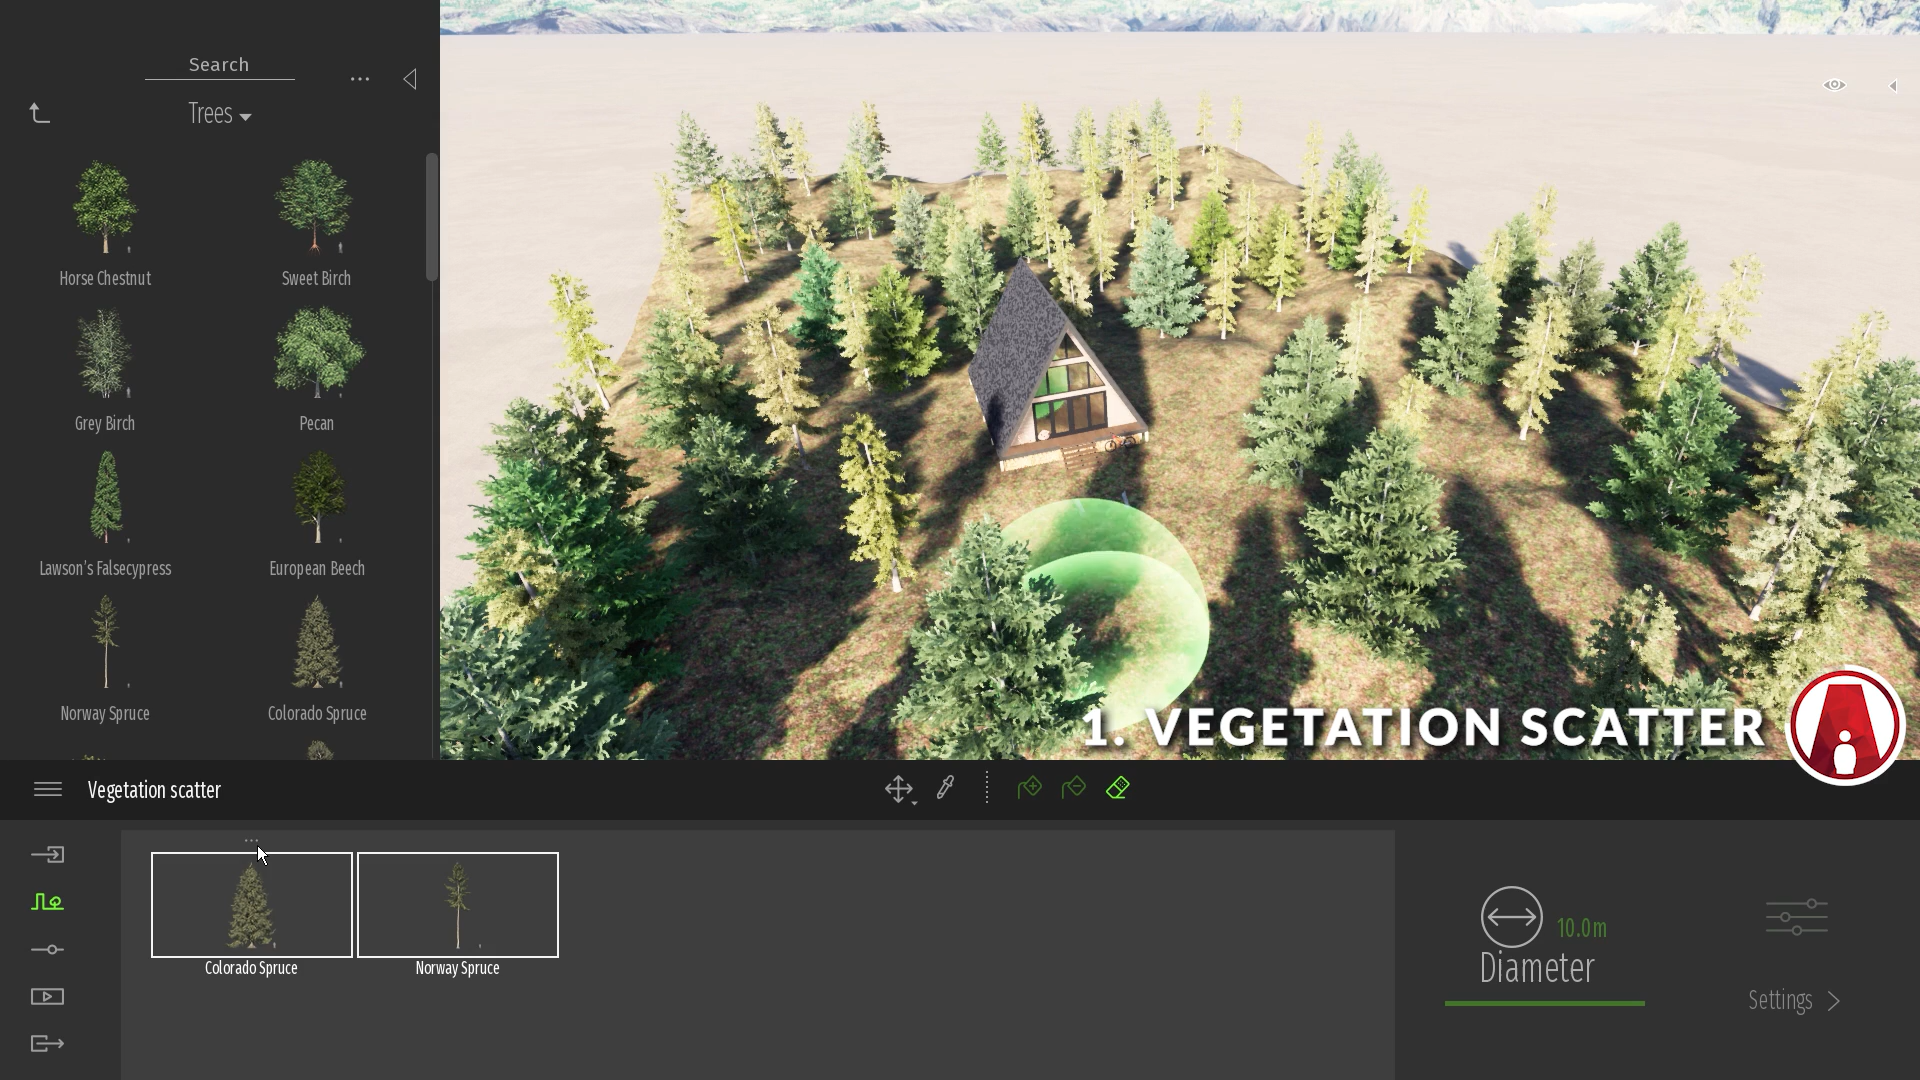 Search
Trees
Horse Chestnut
Sweet Birch
Grey Birch
Pecan
Lawson's Falsecypress
European Beech
Norway Spruce
Colorado Spruce
1. VEGETATION SCATTER
Vegetation scatter
Colorado Spruce
Norway Spruce
10.0m
Diameter
Settings